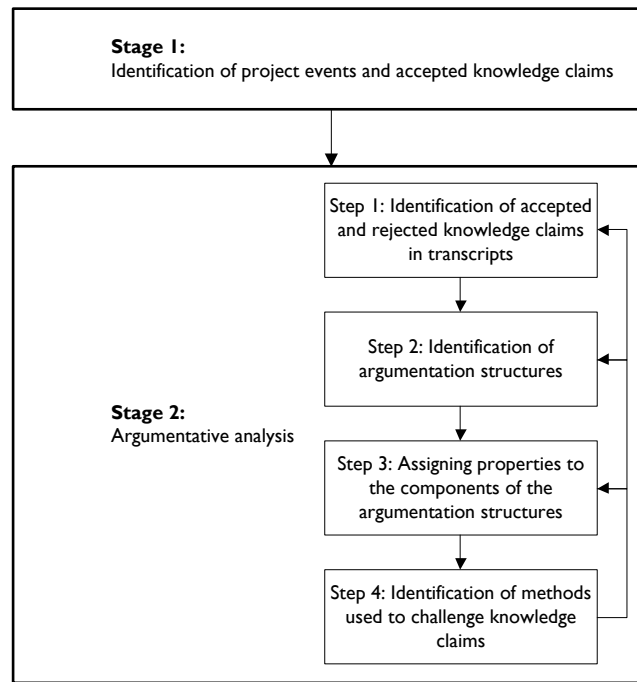 Stage 1:
Identification of project events and accepted knowledge claims
Step 1: Identification of accepted
and rejected knowledge claims
in transcripts
Step 2: Identification of
argumentation structures
Stage 2:
Argumentative analysis
Step 3: Assigning properties to
the components of the
argumentation structures
Step 4: Identification of methods
used to challenge knowledge
claims